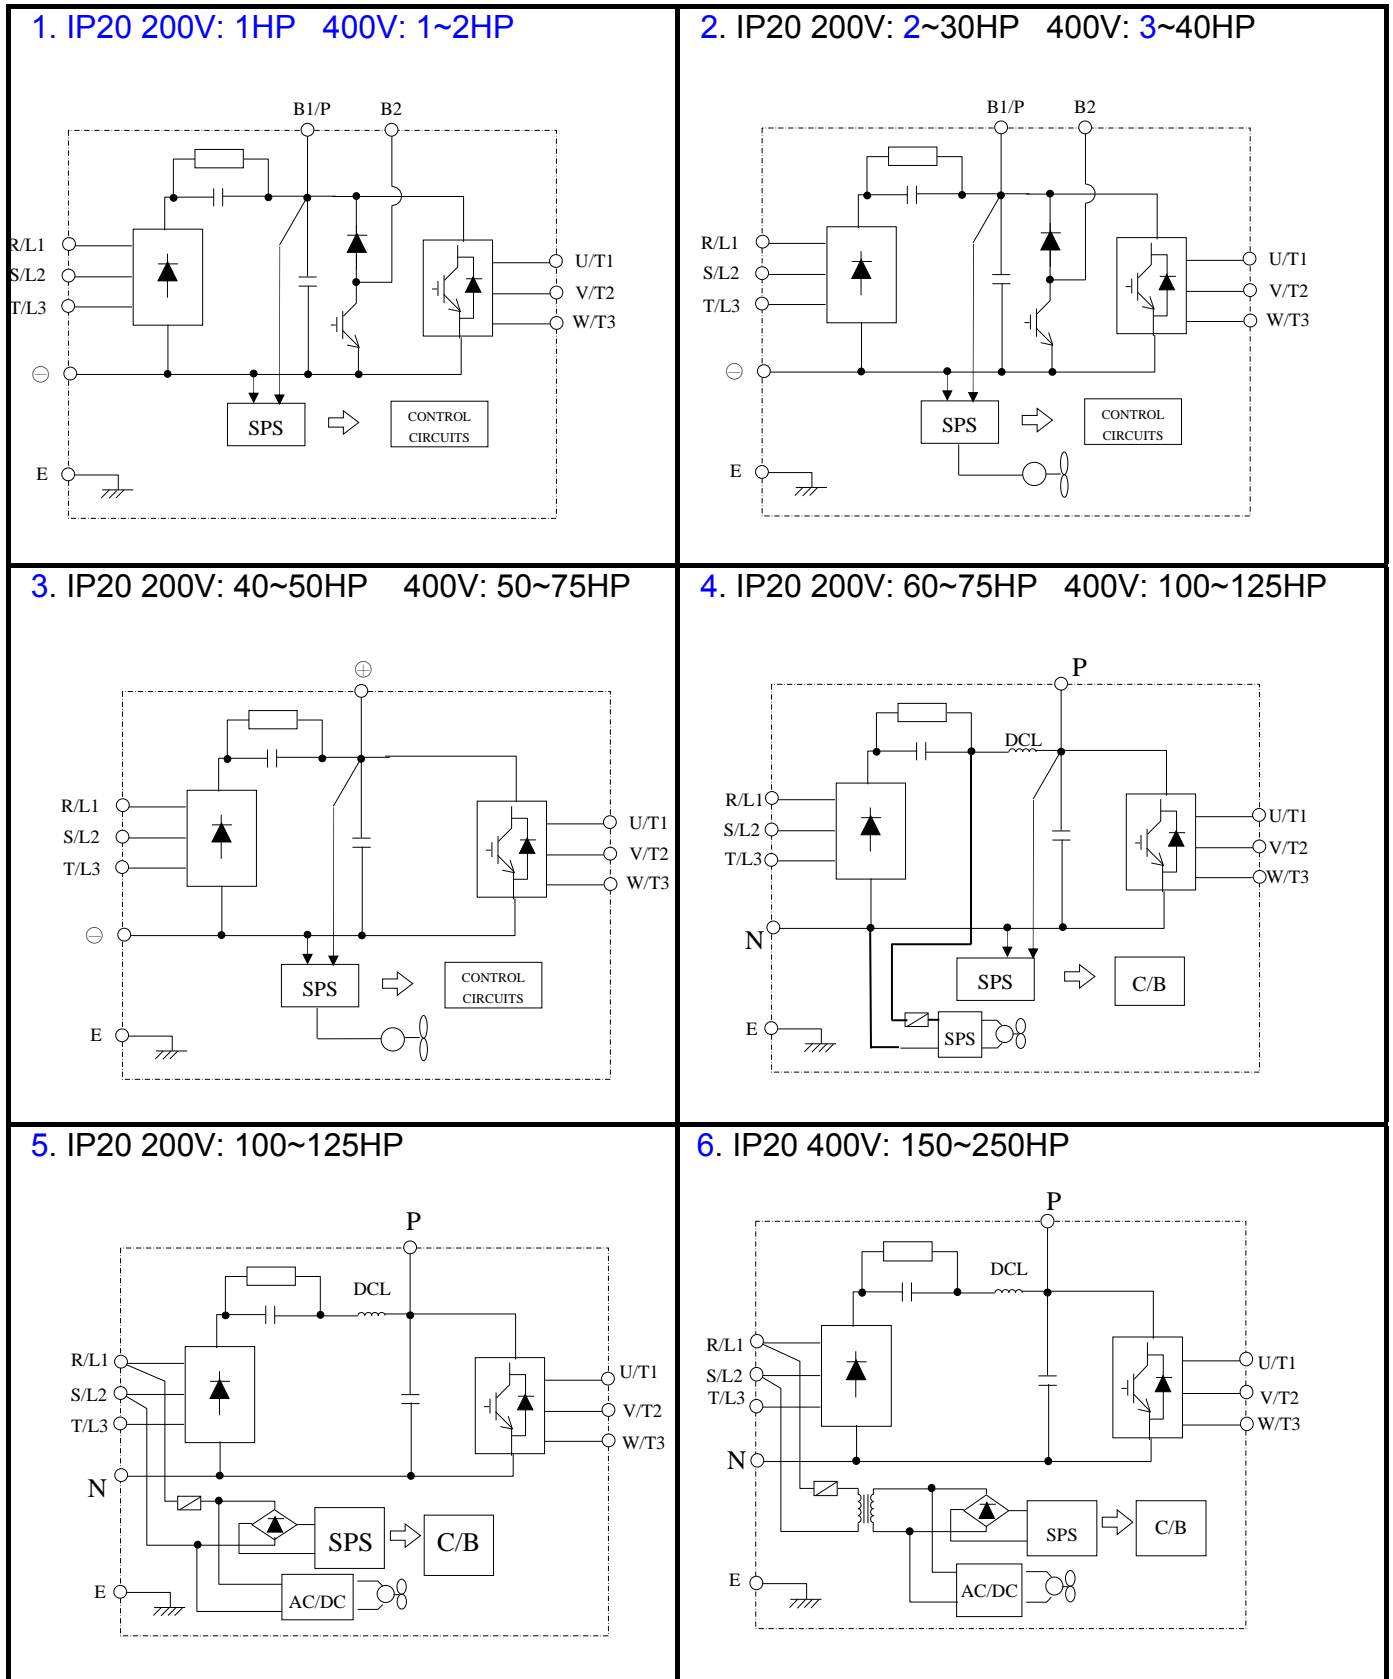 1. IP20 200V: 1HP 400V: 1~2HP
B1/P B2
R/L1
S/L2
T/L3
U/T1
V/T2
W/T3
⊖
SPS
CONTROL
CIRCUITS
E
2. IP20 200V: 2~30HP 400V: 3~40HP
B1/P B2
R/L1
S/L2
T/L3
U/T1
V/T2
W/T3
⊖
SPS
CONTROL
CIRCUITS
E
3. IP20 200V: 40~50HP 400V: 50~75HP
⊕
R/L1
S/L2
T/L3
U/T1
V/T2
W/T3
⊖
SPS
CONTROL
CIRCUITS
E
4. IP20 200V: 60~75HP 400V: 100~125HP
P
DCL
R/L1
S/L2
T/L3
U/T1
V/T2
W/T3
N
SPS
C/B
E
SPS
5. IP20 200V: 100~125HP
P
DCL
R/L1
S/L2
T/L3
U/T1
V/T2
W/T3
N
SPS
C/B
E
AC/DC
6. IP20 400V: 150~250HP
P
DCL
R/L1
S/L2
T/L3
U/T1
V/T2
W/T3
N
SPS
C/B
E
AC/DC